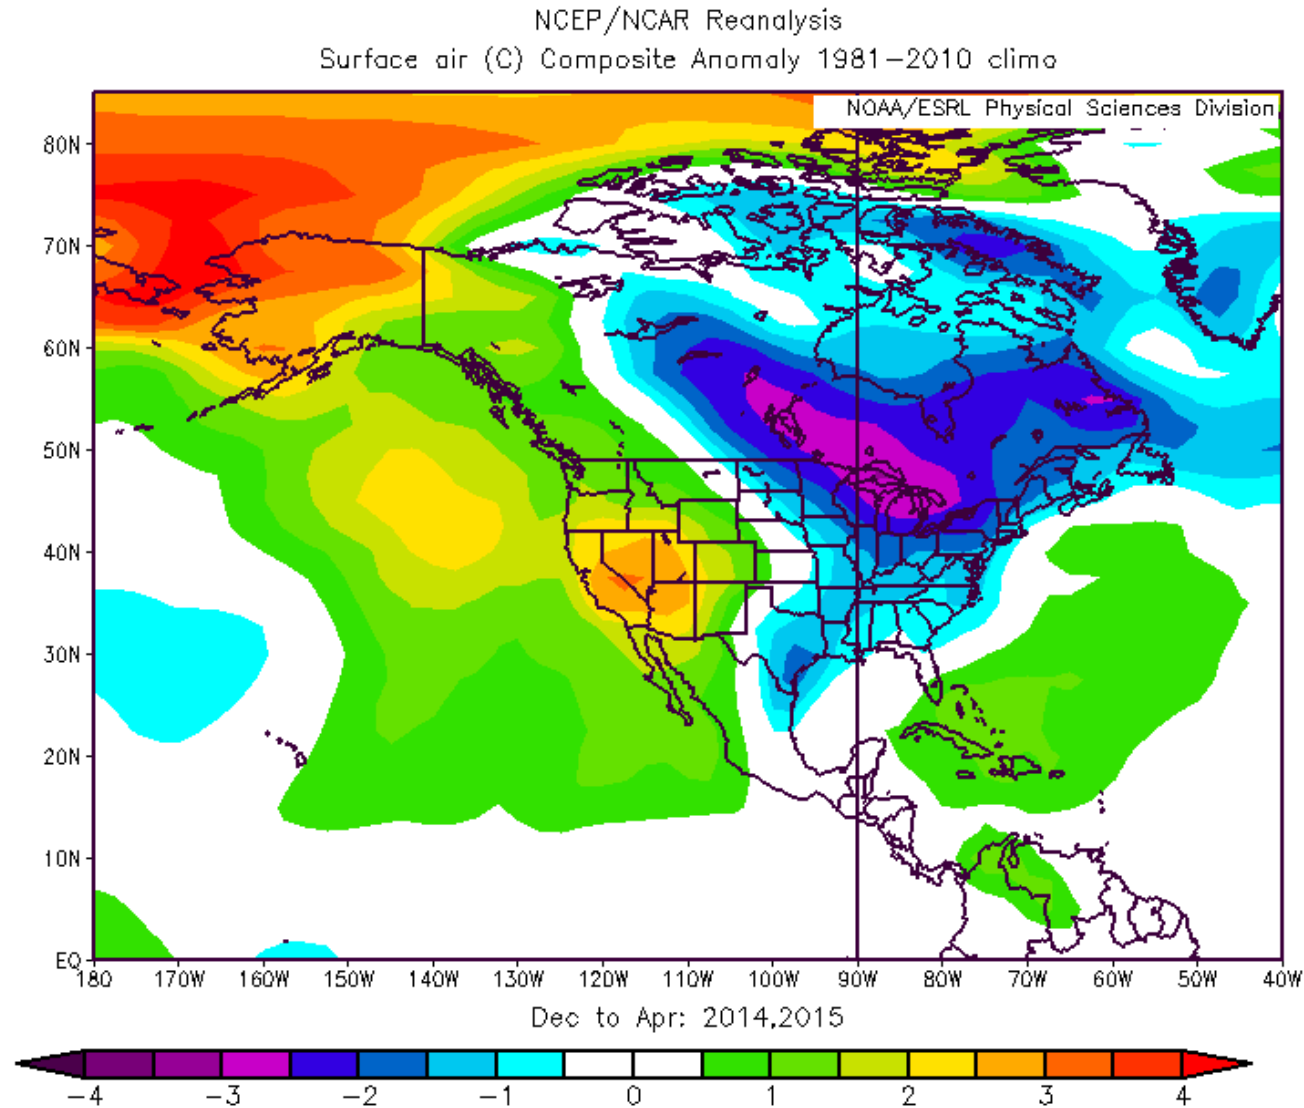 NCEP/NCAR Reanalysis
Surface air (C) Composite Anomaly 1981-2010 climo
NOAA/ESRL Physical Sciences Division
80N
70N
60N
50N
40N
30N
20N
10N
EQ
180 170W 160W 150W 140W 130W 120W 110W 100W 90W 80W 70W 60W 50W 40W
Dec to Apr: 2014,2015
-4 -3 -2 -1 0 1 2 3 4